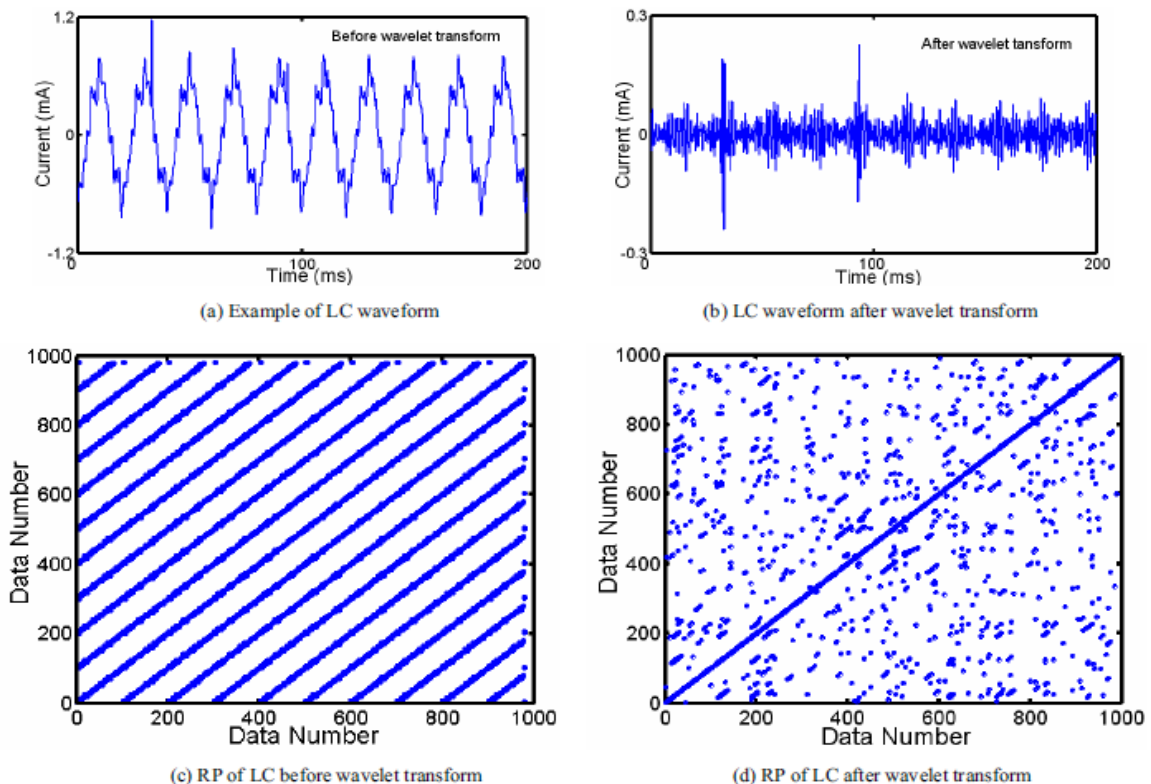 1.2
Before wavelet transform
Current (mA)
0
-1.2
0
100
200
Time (ms)
(a) Example of LC waveform
0.3
After wavelet tansform
Current (mA)
0
-0.3
0
100
200
Time (ms)
(b) LC waveform after wavelet transform
1000
800
600
400
200
0
Data Number
0 200 400 600 800 1000
Data Number
(c) RP of LC before wavelet transform
1000
800
600
400
200
0
Data Number
0 200 400 600 800 1000
Data Number
(d) RP of LC after wavelet transform